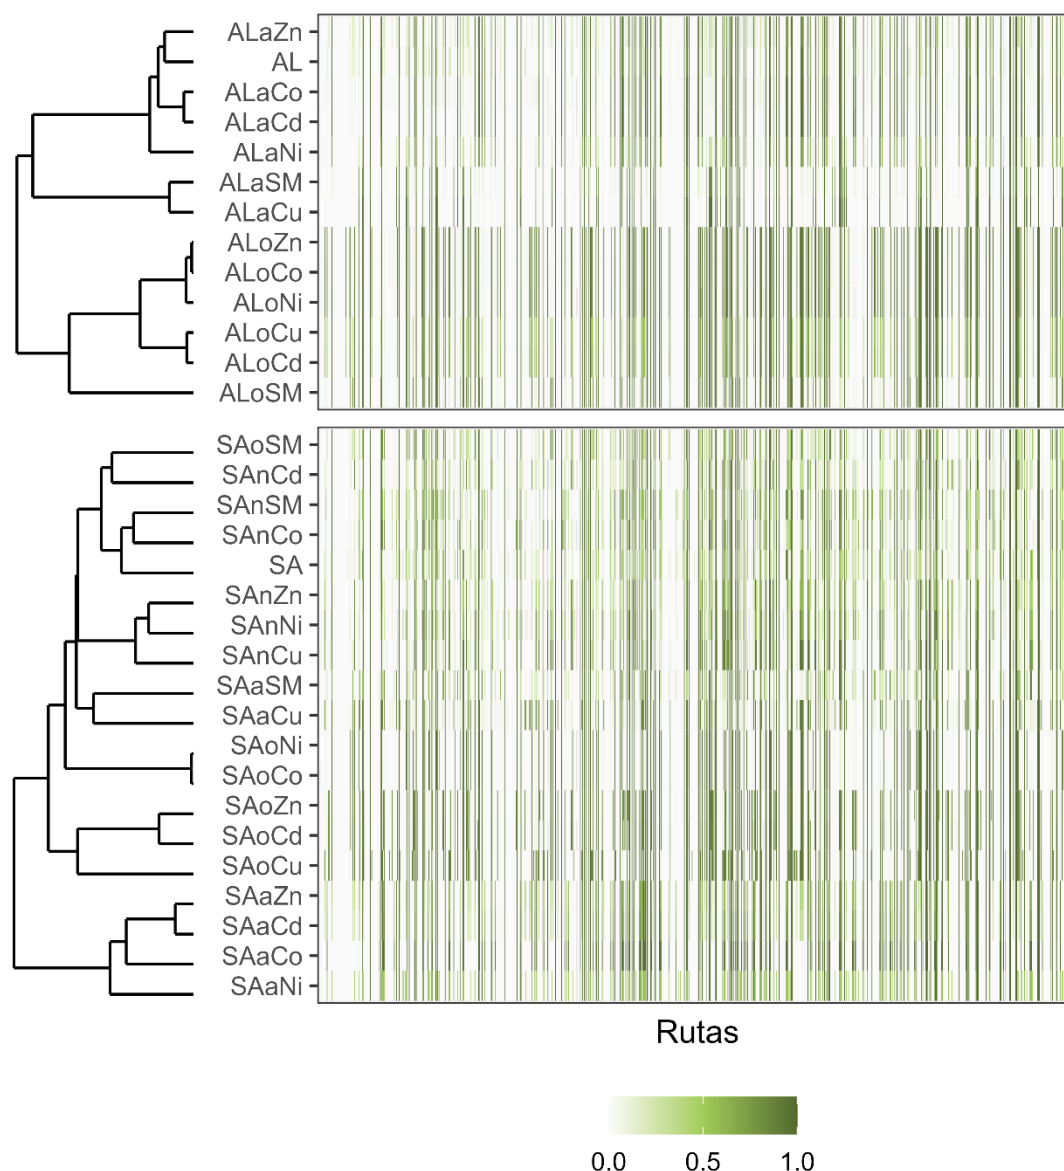 ALaZn
AL
ALaCo
ALaCd
ALaNi
ALaSM
ALaCu
ALoZn
ALoCo
ALoNi
ALoCu
ALoCd
ALoSM
SAoSM
SAnCd
SAnSM
SAnCo
SA
SAnZn
SAnNi
SAnCu
SAaSM
SAaCu
SAoNi
SAoCo
SAoZn
SAoCd
SAoCu
SAaZn
SAaCd
SAaCo
SAaNi
Rutas
0.0 0.5 1.0